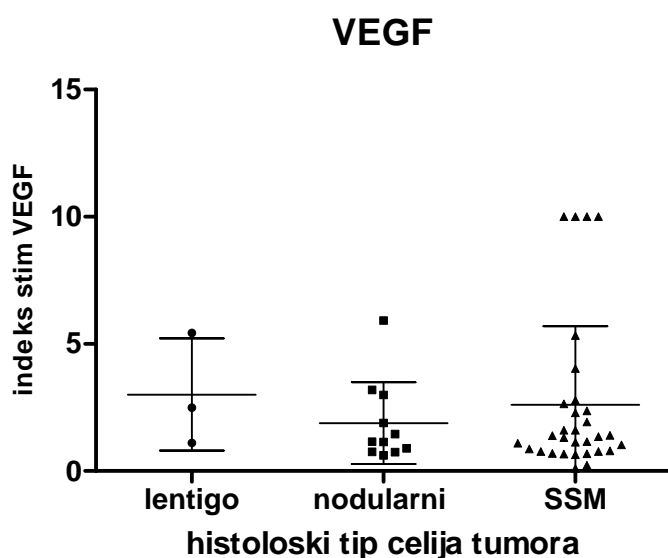 VEGF
15
10
5
0
indeks stim VEGF
lentigo nodularni SSM
histoloski tip celija tumora